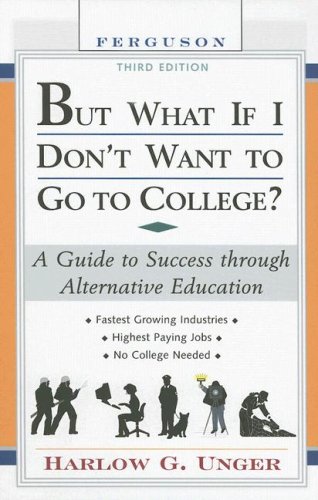 FERGUSON
THIRD EDITION
BUT WHAT IF I
DON'T WANT TO
GO TO COLLEGE?
A Guide to Success through
Alternative Education
◆ Fastest Growing Industries ◆
◆ Highest Paying Jobs ◆
◆ No College Needed ◆
HARLOW G. UNGER